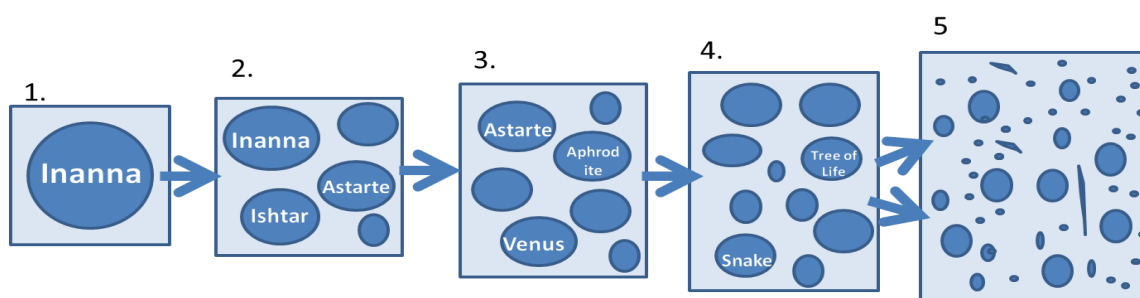 1.
Inanna
2.
Inanna
Astarte
Ishtar
3.
Astarte
Aphrod
ite
Venus
4.
Tree of
Life
Snake
5